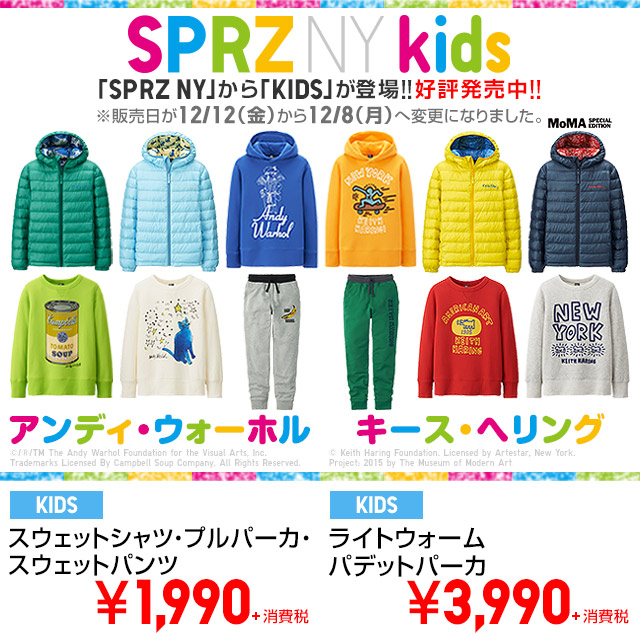 SPRZ NY kids
「SPRZ NY」から「KIDS」が登場!!好評発売中!!
※販売日が12/12(金)から12/8(月)へ変更になりました。
MoMA SPECIAL EDITION
Andy Warhol
NEW YORK
KEITH HARING
Campbell's
TOMATO
SOUP
AMERICAN ART
KEITH HARING
NEW YORK
KEITH HARING
アンディ・ウォーホル
キース・ヘリング
©/®/TM The Andy Warhol Foundation for the Visual Arts, Inc.
Trademarks Licensed By Campbell Soup Company. All Rights Reserved.
© Keith Haring Foundation. Licensed by Artestar, New York.
Project: 2015 by The Museum of Modern Art
KIDS
スウェットシャツ・プルパーカ・
スウェットパンツ
¥1,990+消費税
KIDS
ライトウォーム
パデットパーカ
¥3,990+消費税